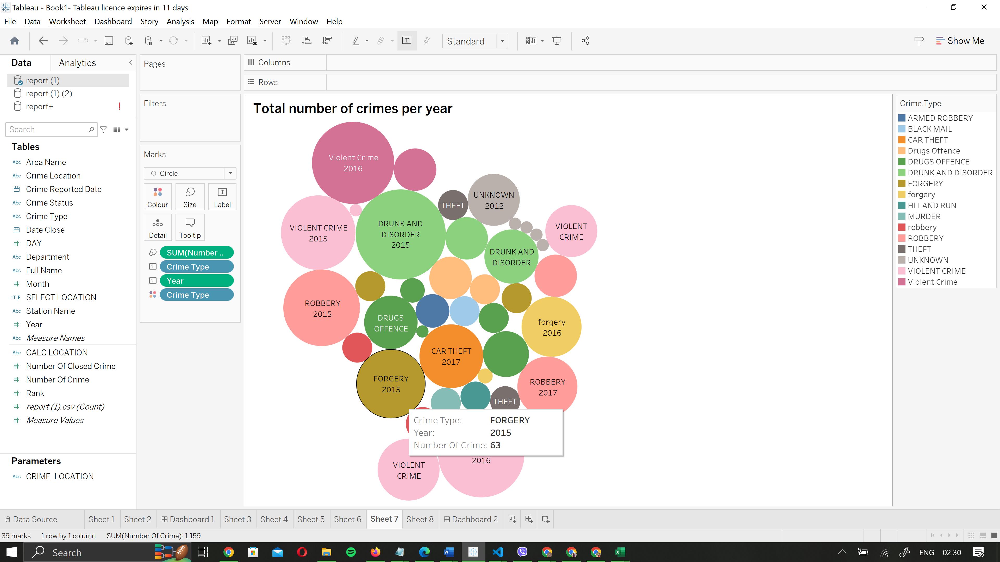 Tableau - Book1- Tableau licence expires in 11 days
File Data Worksheet Dashboard Story Analysis Map Format Server Window Help
Standard
Show Me
Data Analytics
report (1)
report (1) (2)
report+ !
Search
Tables
Abc Area Name
Abc Crime Location
Crime Reported Date
Abc Crime Status
Abc Crime Type
Date Close
# DAY
Abc Department
Abc Full Name
# Month
=T|F SELECT LOCATION
Abc Station Name
# Year
Abc Measure Names
=Abc CALC LOCATION
# Number Of Closed Crime
# Number Of Crime
# Rank
# report (1).csv (Count)
# Measure Values
Parameters
Abc CRIME_LOCATION
Pages
Filters
Marks
Circle
Colour Size Label
Detail Tooltip
SUM(Number ..
Crime Type
Year
Crime Type
Columns
Rows
Total number of crimes per year
Violent Crime
2016
THEFT
UNKNOWN
2012
VIOLENT CRIME
2015
DRUNK AND
DISORDER
2015
VIOLENT
CRIME
DRUNK AND
DISORDER
ROBBERY
2015
DRUGS
OFFENCE
forgery
2016
CAR THEFT
2017
FORGERY
2015
ROBBERY
2017
THEFT
Crime Type: FORGERY
Year: 2015
Number Of Crime: 63
2016
VIOLENT
CRIME
Crime Type
ARMED ROBBERY
BLACK MAIL
CAR THEFT
Drugs Offence
DRUGS OFFENCE
DRUNK AND DISORDER
FORGERY
forgery
HIT AND RUN
MURDER
robbery
ROBBERY
THEFT
UNKNOWN
VIOLENT CRIME
Violent Crime
Data Source Sheet 1 Sheet 2 Dashboard 1 Sheet 3 Sheet 4 Sheet 5 Sheet 6 Sheet 7 Sheet 8 Dashboard 2
39 marks 1 row by 1 column SUM(Number Of Crime): 1,159
Search
ENG 02:30